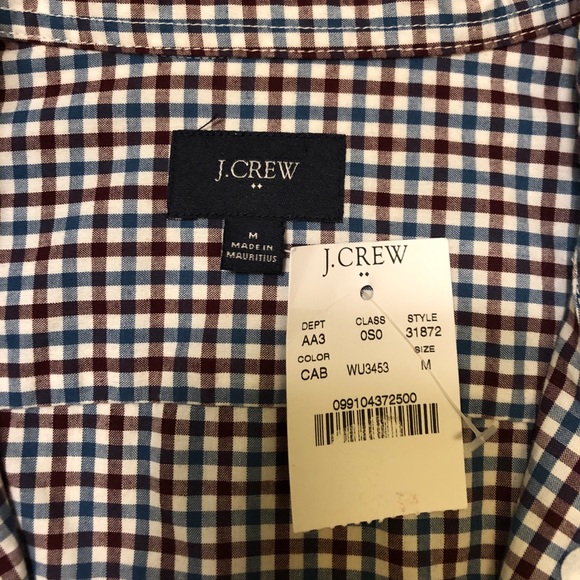 J.CREW
M
MADE IN
MAURITIUS
J.CREW
DEPT CLASS STYLE
AA3 0S0 31872
COLOR SIZE
CAB WU3453 M
099104372500